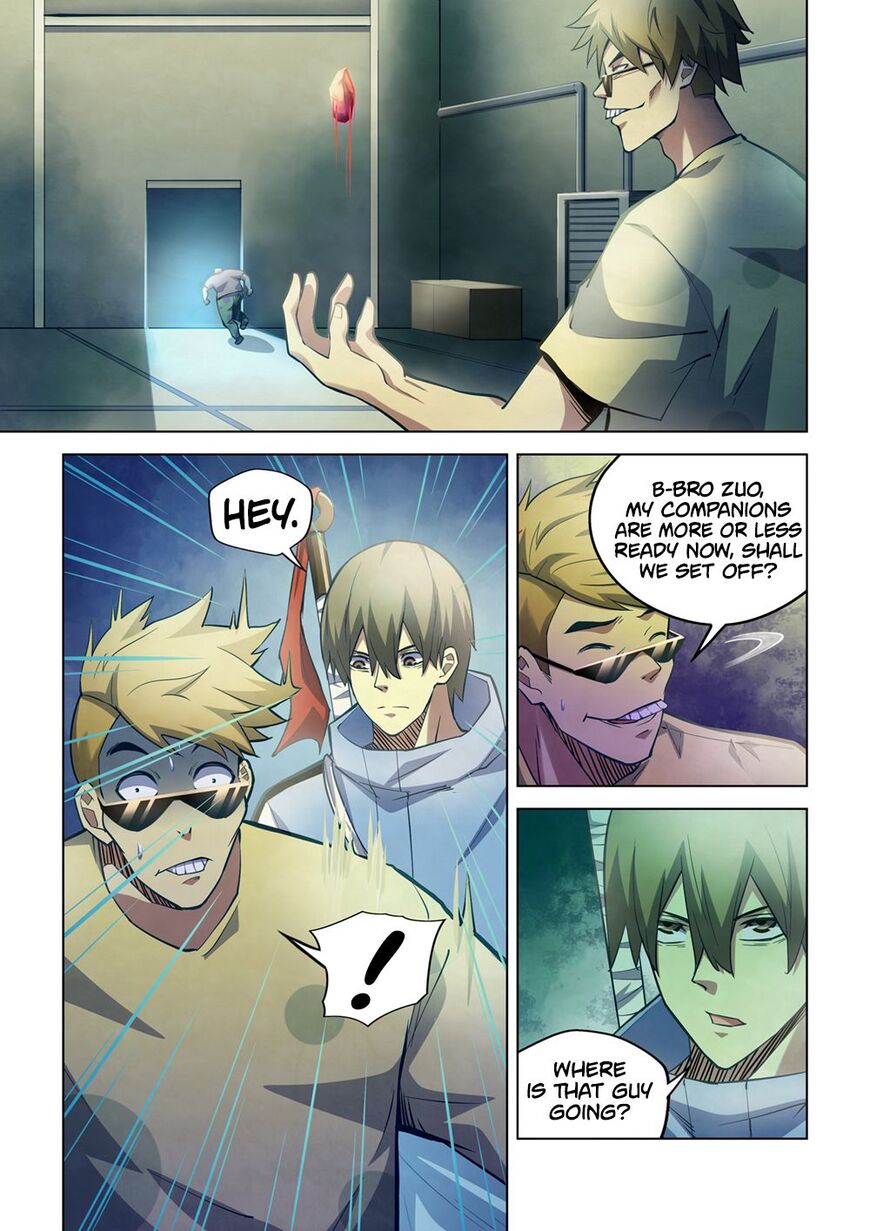 HEY.
B-BRO ZUO,
MY COMPANIONS
ARE MORE OR LESS
READY NOW, SHALL
WE SET OFF?
!
WHERE
IS THAT GUY
GOING?